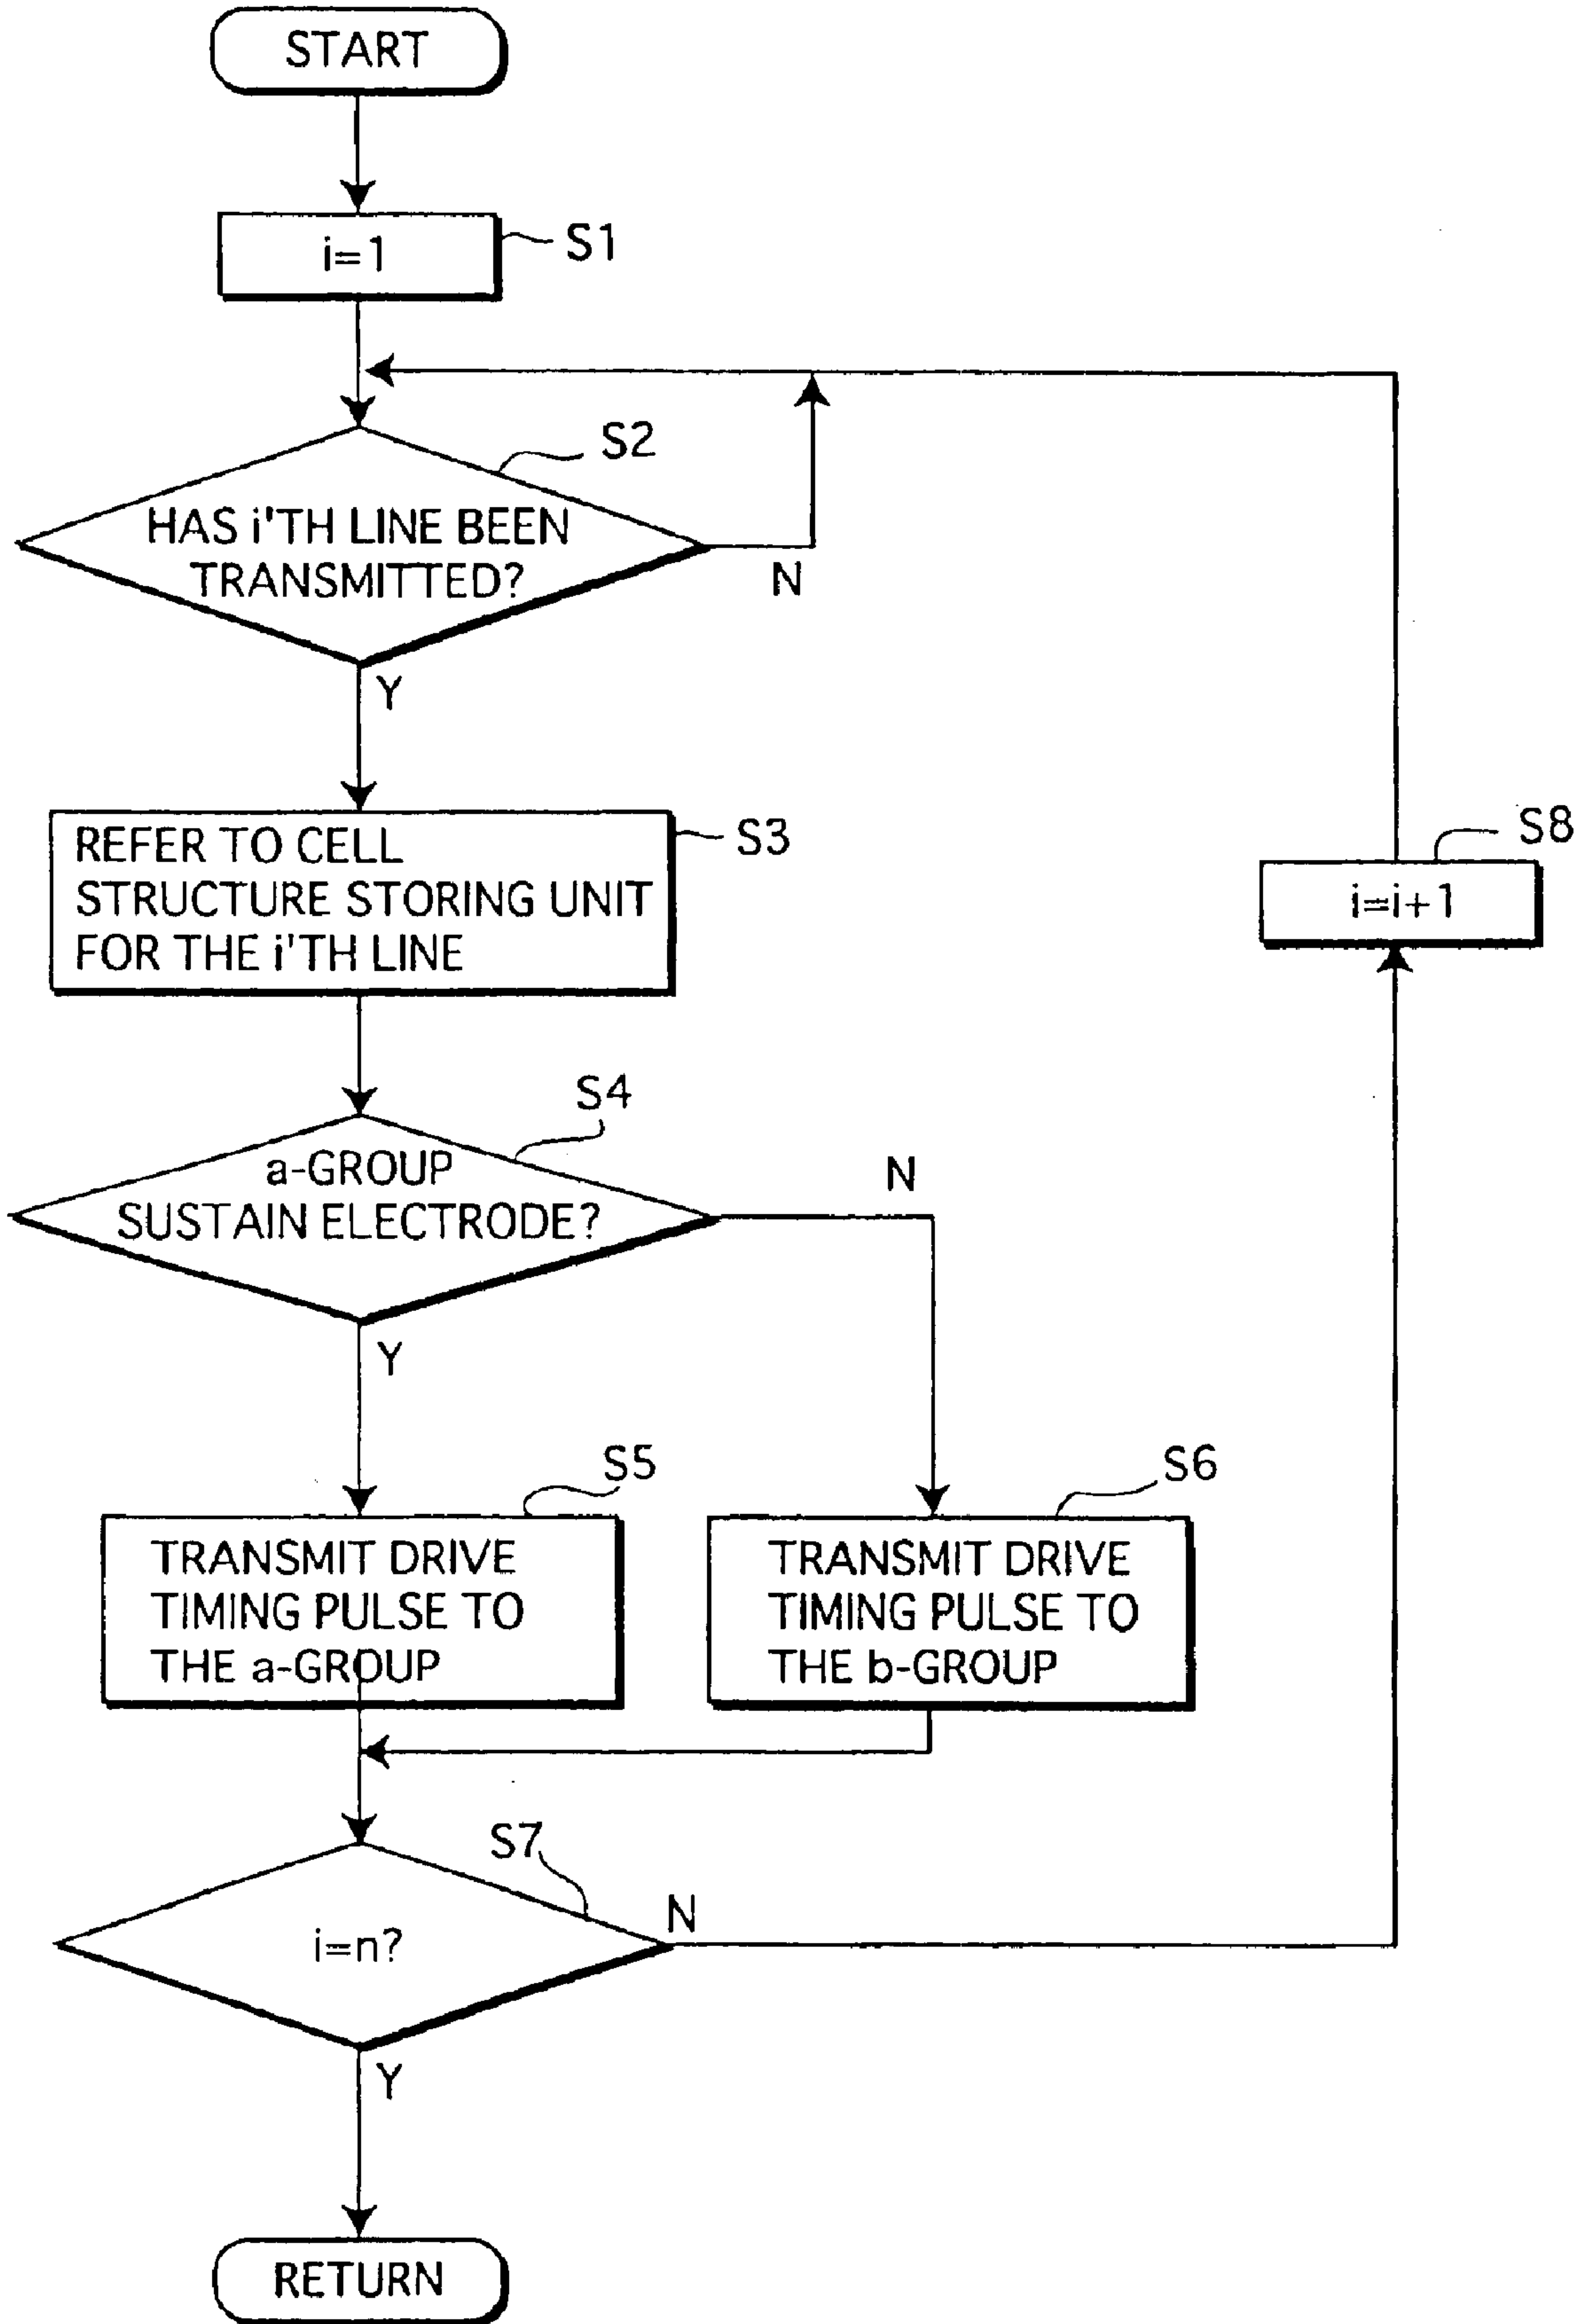 START
i=1
S1
S2
HAS i'TH LINE BEEN
TRANSMITTED?
N
Y
REFER TO CELL
STRUCTURE STORING UNIT
FOR THE i'TH LINE
S3
S8
i=i+1
S4
a-GROUP
SUSTAIN ELECTRODE?
N
Y
S5
TRANSMIT DRIVE
TIMING PULSE TO
THE a-GROUP
S6
TRANSMIT DRIVE
TIMING PULSE TO
THE b-GROUP
S7
i=n?
N
Y
RETURN